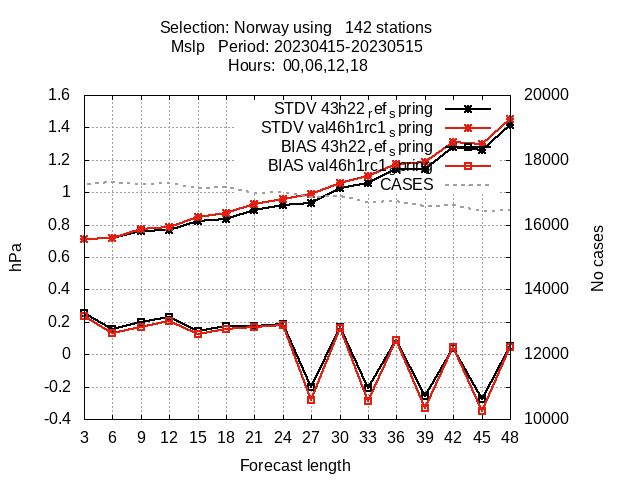 Selection: Norway using   142 stations
Mslp   Period: 20230415-20230515
Hours:  00,06,12,18
STDV 43h22_ref_spring
STDV val46h1rc1_spring
BIAS 43h22_ref_spring
BIAS val46h1rc1_spring
CASES
1.6
1.4
1.2
1
0.8
0.6
0.4
0.2
0
-0.2
-0.4
hPa
20000
18000
16000
14000
12000
10000
No cases
3 6 9 12 15 18 21 24 27 30 33 36 39 42 45 48
Forecast length